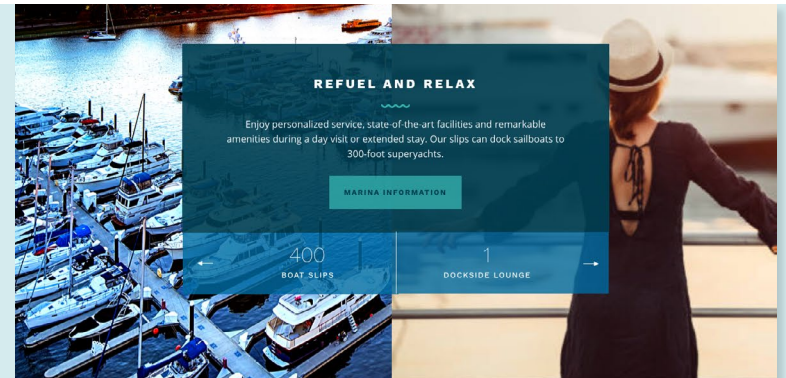 REFUEL AND RELAX
Enjoy personalized service, state-of-the-art facilities and remarkable
amenities during a day visit or extended stay. Our slips can dock sailboats to
300-foot superyachts.
MARINA INFORMATION
400
BOAT SLIPS
1
DOCKSIDE LOUNGE